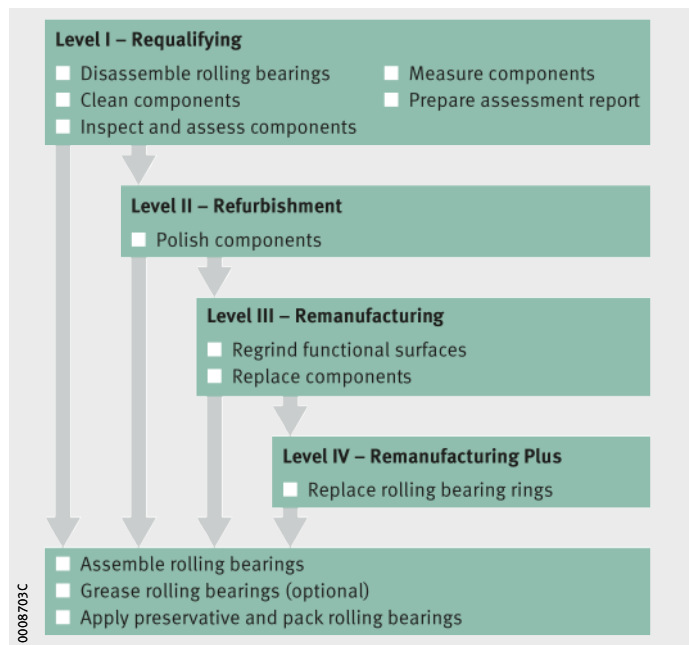 Level I – Requalifying
Disassemble rolling bearings
Clean components
Inspect and assess components
Measure components
Prepare assessment report
Level II – Refurbishment
Polish components
Level III – Remanufacturing
Regrind functional surfaces
Replace components
Level IV – Remanufacturing Plus
Replace rolling bearing rings
Assemble rolling bearings
Grease rolling bearings (optional)
Apply preservative and pack rolling bearings
0008703C